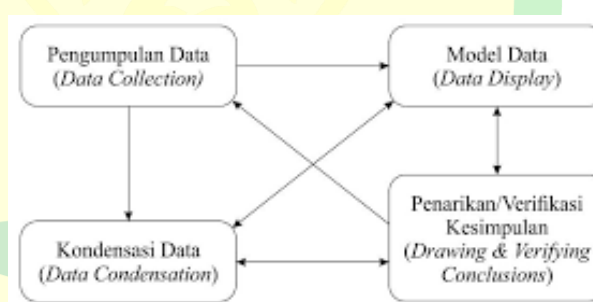 Pengumpulan Data
(Data Collection)
Model Data
(Data Display)
Kondensasi Data
(Data Condensation)
Penarikan/Verifikasi
Kesimpulan
(Drawing & Verifying
Conclusions)